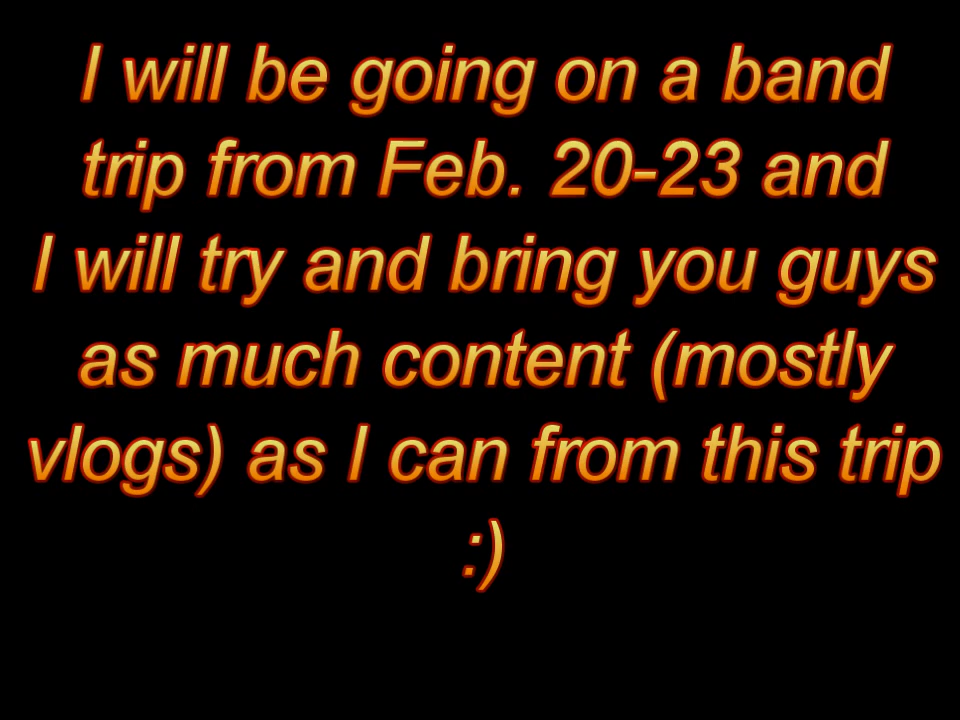 I will be going on a band
trip from Feb. 20-23 and
I will try and bring you guys
as much content (mostly
vlogs) as I can from this trip
:)